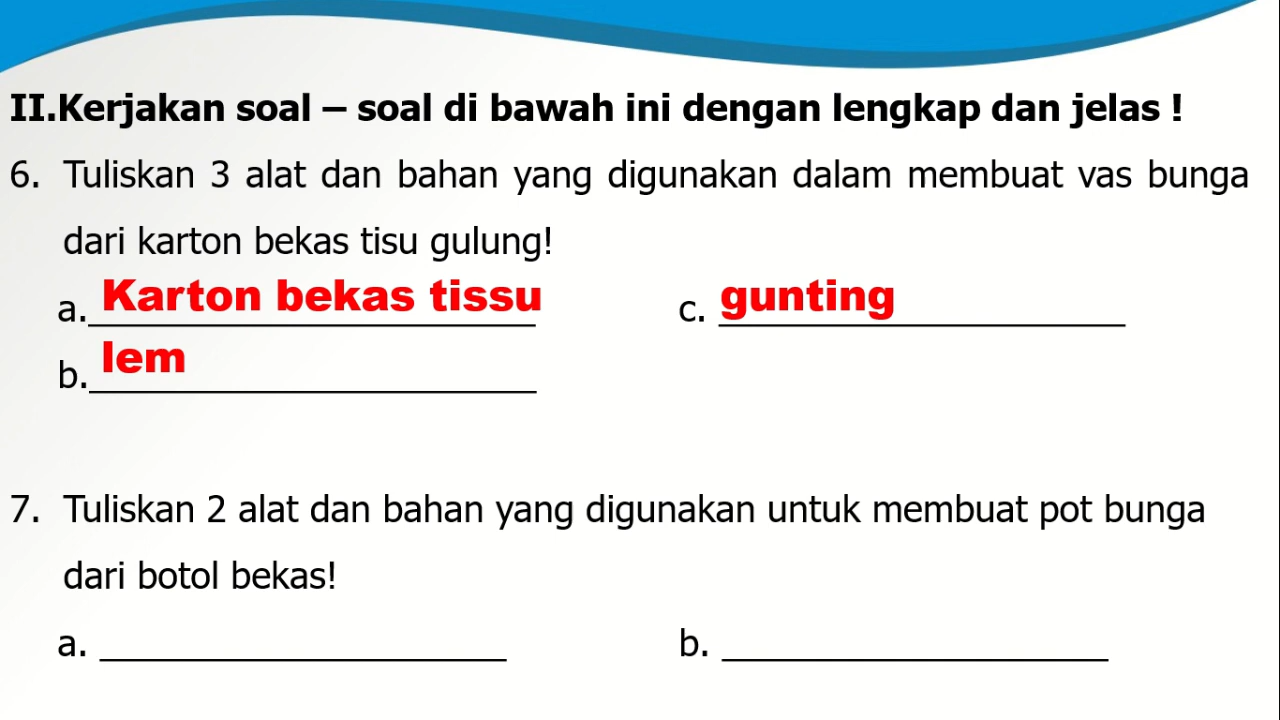 II.Kerjakan soal – soal di bawah ini dengan lengkap dan jelas !
6. Tuliskan 3 alat dan bahan yang digunakan dalam membuat vas bunga
dari karton bekas tisu gulung!
a. Karton bekas tissu c. gunting
b. lem
7. Tuliskan 2 alat dan bahan yang digunakan untuk membuat pot bunga
dari botol bekas!
a. ____________________ b. ____________________